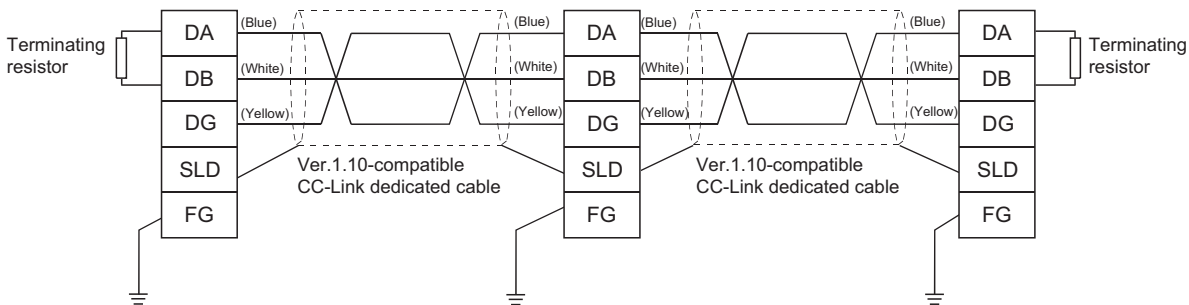 DA
(Blue)
(Blue)
DA
(Blue)
(Blue)
DA
Terminating
resistor
Terminating
resistor
DB
(White)
(White)
DB
(White)
(White)
DB
DG
(Yellow)
(Yellow)
DG
(Yellow)
(Yellow)
DG
SLD
Ver.1.10-compatible
CC-Link dedicated cable
SLD
Ver.1.10-compatible
CC-Link dedicated cable
SLD
FG
FG
FG